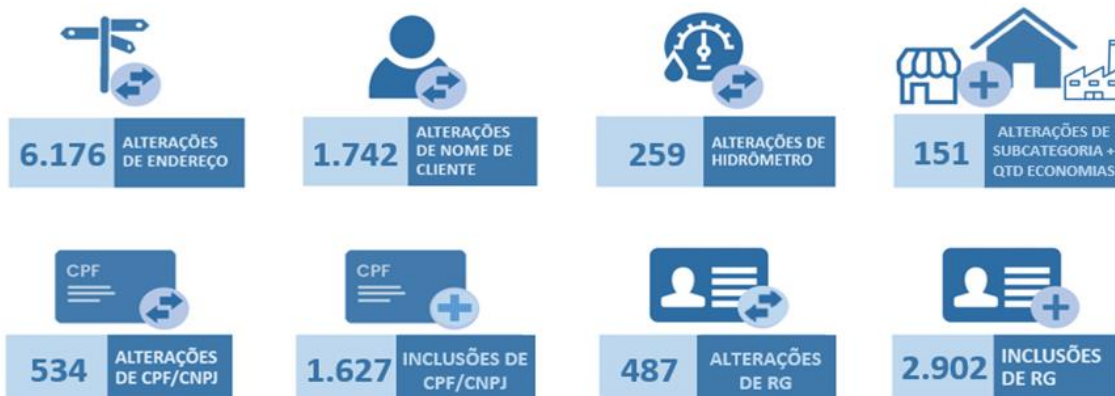 6.176
ALTERAÇÕES
DE ENDEREÇO
1.742
ALTERAÇÕES
DE NOME DE
CLIENTE
259
ALTERAÇÕES DE
HIDRÔMETRO
151
ALTERAÇÕES DE
SUBCATEGORIA +
QTD ECONOMIAS
CPF
534
ALTERAÇÕES
DE CPF/CNPJ
CPF
1.627
INCLUSÕES DE
CPF/CNPJ
487
ALTERAÇÕES
DE RG
2.902
INCLUSÕES
DE RG